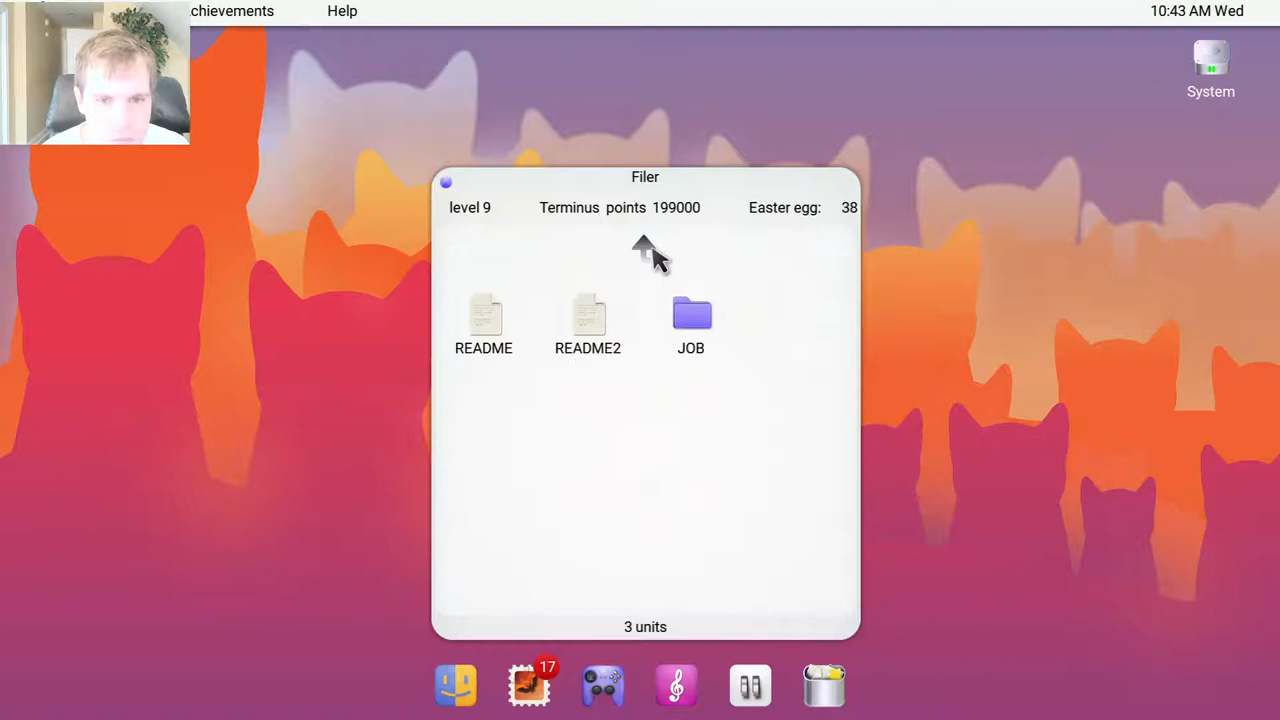 chievements Help 10:43 AM Wed
System
Filer
level 9 Terminus points 199000 Easter egg: 38
README README2 JOB
3 units
17